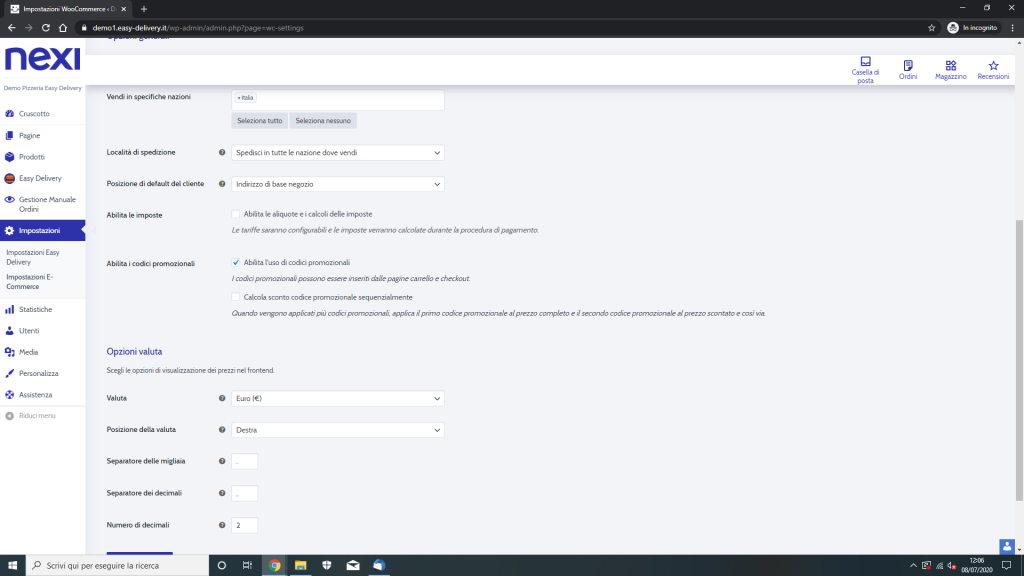 Impostazioni WooCommerce ‹ D
demo1.easy-delivery.it/wp-admin/admin.php?page=wc-settings
In incognito
Opzioni generali
nexi
Casella di
posta
Ordini
Magazzino
Recensioni
Demo Pizzeria Easy Delivery
Cruscotto
Pagine
Prodotti
Easy Delivery
Gestione Manuale
Ordini
Impostazioni
Impostazioni Easy
Delivery
Impostazioni E-
Commerce
Statistiche
Utenti
Media
Personalizza
Assistenza
Riduci menu
Vendi in specifiche nazioni
×Italia
Seleziona tutto
Seleziona nessuno
Località di spedizione
Spedisci in tutte le nazione dove vendi
Posizione di default del cliente
Indirizzo di base negozio
Abilita le imposte
Abilita le aliquote e i calcoli delle imposte
Le tariffe saranno configurabili e le imposte verranno calcolate durante la procedura di pagamento.
Abilita i codici promozionali
Abilita l'uso di codici promozionali
I codici promozionali possono essere inseriti dalle pagine carrello e checkout.
Calcola sconto codice promozionale sequenzialmente
Quando vengono applicati più codici promozionali, applica il primo codice promozionale al prezzo completo e il secondo codice promozionale al prezzo scontato e così via.
Opzioni valuta
Scegli le opzioni di visualizzazione dei prezzi nel frontend.
Valuta
Euro (€)
Posizione della valuta
Destra
Separatore delle migliaia
.
Separatore dei decimali
Numero di decimali
2
Scrivi qui per eseguire la ricerca
12:06
08/07/2020